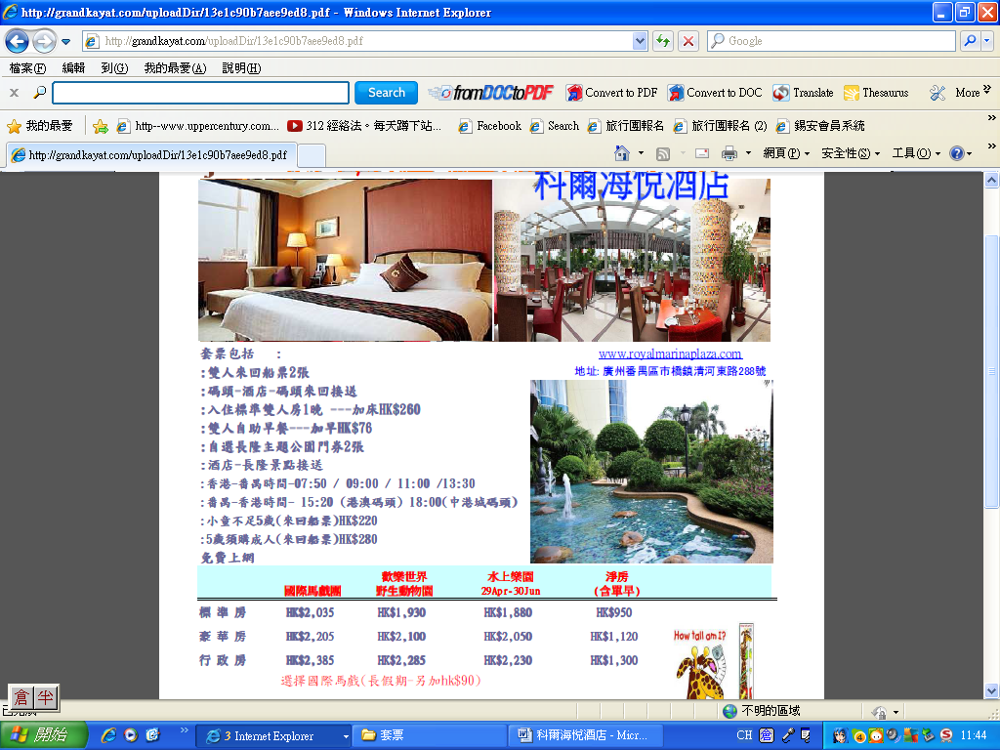 http://grandkayat.com/uploadDir/13e1c90b7aee9ed8.pdf - Windows Internet Explorer
http://grandkayat.com/uploadDir/13e1c90b7aee9ed8.pdf
Google
檔案(F) 編輯 到(G) 我的最愛(A) 說明(H)
x Search fromDOCtoPDF Convert to PDF Convert to DOC Translate Thesaurus More »
我的最愛 http--www.uppercentury.com... 312 經絡法。每天蹲下站... Facebook Search 旅行團報名 旅行團報名 (2) 錫安會員系統 »
http://grandkayat.com/uploadDir/13e1c90b7aee9ed8.pdf
網頁(P) 安全性(S) 工具(O) »
科爾海悅酒店
套票包括 :
:雙人來回船票2張
:碼頭-酒店-碼頭來回接送
:入住標準雙人房1晚 ---加床HK$260
:雙人自助早餐---加早HK$76
:自選長隆主題公園門券2張
:酒店-長隆景點接送
:香港-番禺時間-07:50 / 09:00 / 11:00 /13:30
:番禺-香港時間- 15:20 (港澳碼頭) 18:00(中港城碼頭)
:小童不足5歲(來回船票)HK$220
:5歲須購成人(來回船票)HK$280
免費上網
www.royalmarinaplaza.com
地址: 廣州番禺區市橋鎮清河東路288號
國際馬戲團 歡樂世界 野生動物園 水上樂園 29Apr-30Jun 淨房 (含單早)
標 準 房 HK$2,035 HK$1,930 HK$1,880 HK$950
豪 華 房 HK$2,205 HK$2,100 HK$2,050 HK$1,120
行 政 房 HK$2,385 HK$2,285 HK$2,230 HK$1,300
選擇國際馬戲(長假期-另加hk$90)
How tall am I?
倉 半
不明的區域
開始 » 3 Internet Explorer 套票 科爾海悅酒店 - Micr... CH 倉 11:44